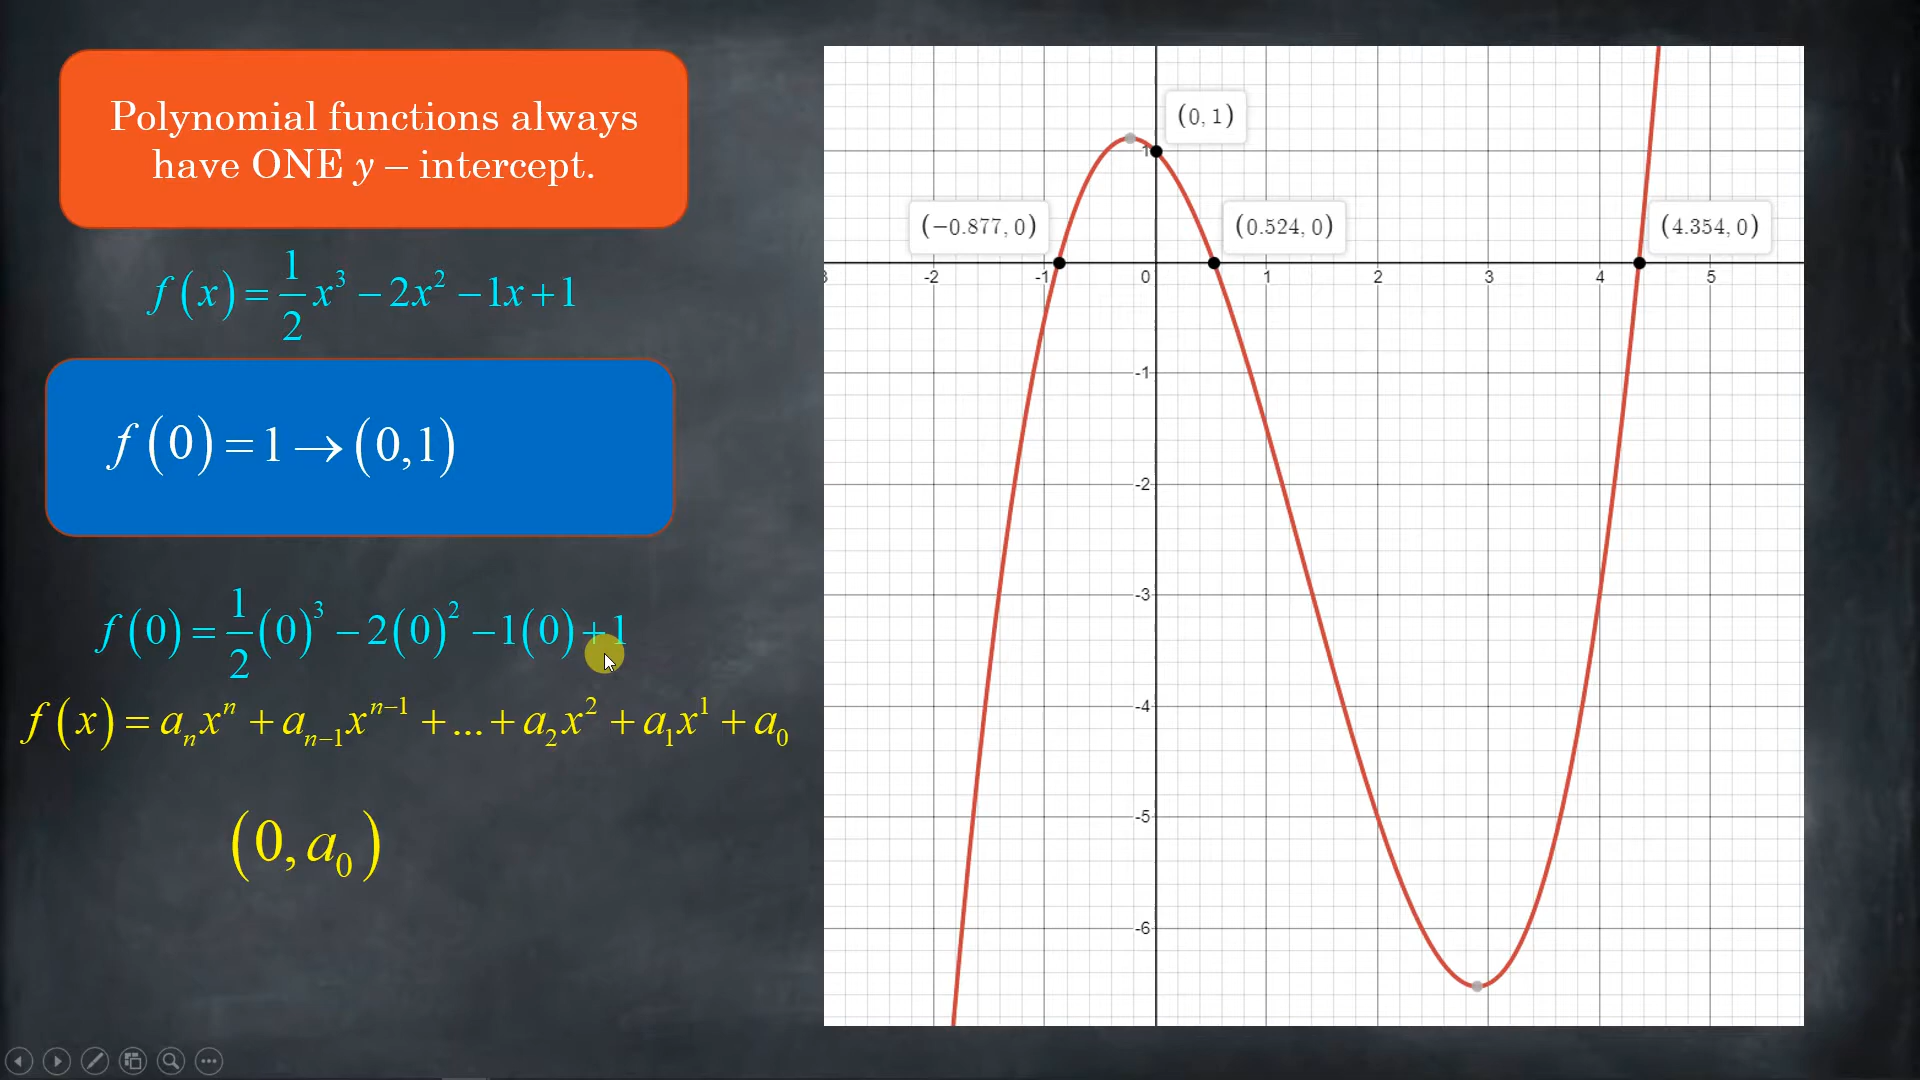 Polynomial functions always
have ONE y – intercept.
f(x) = 1/2 x³ − 2x² − 1x + 1
f(0) = 1 → (0,1)
f(0) = 1/2 (0)³ − 2(0)² − 1(0) + 1
f(x) = aₙxⁿ + aₙ₋₁xⁿ⁻¹ + ... + a₂x² + a₁x¹ + a₀
(0, a₀)
(0, 1)
1
(−0.877, 0) (0.524, 0) (4.354, 0)
3 -2 -1 0 1 2 3 4 5
-1
-2
-3
-4
-5
-6